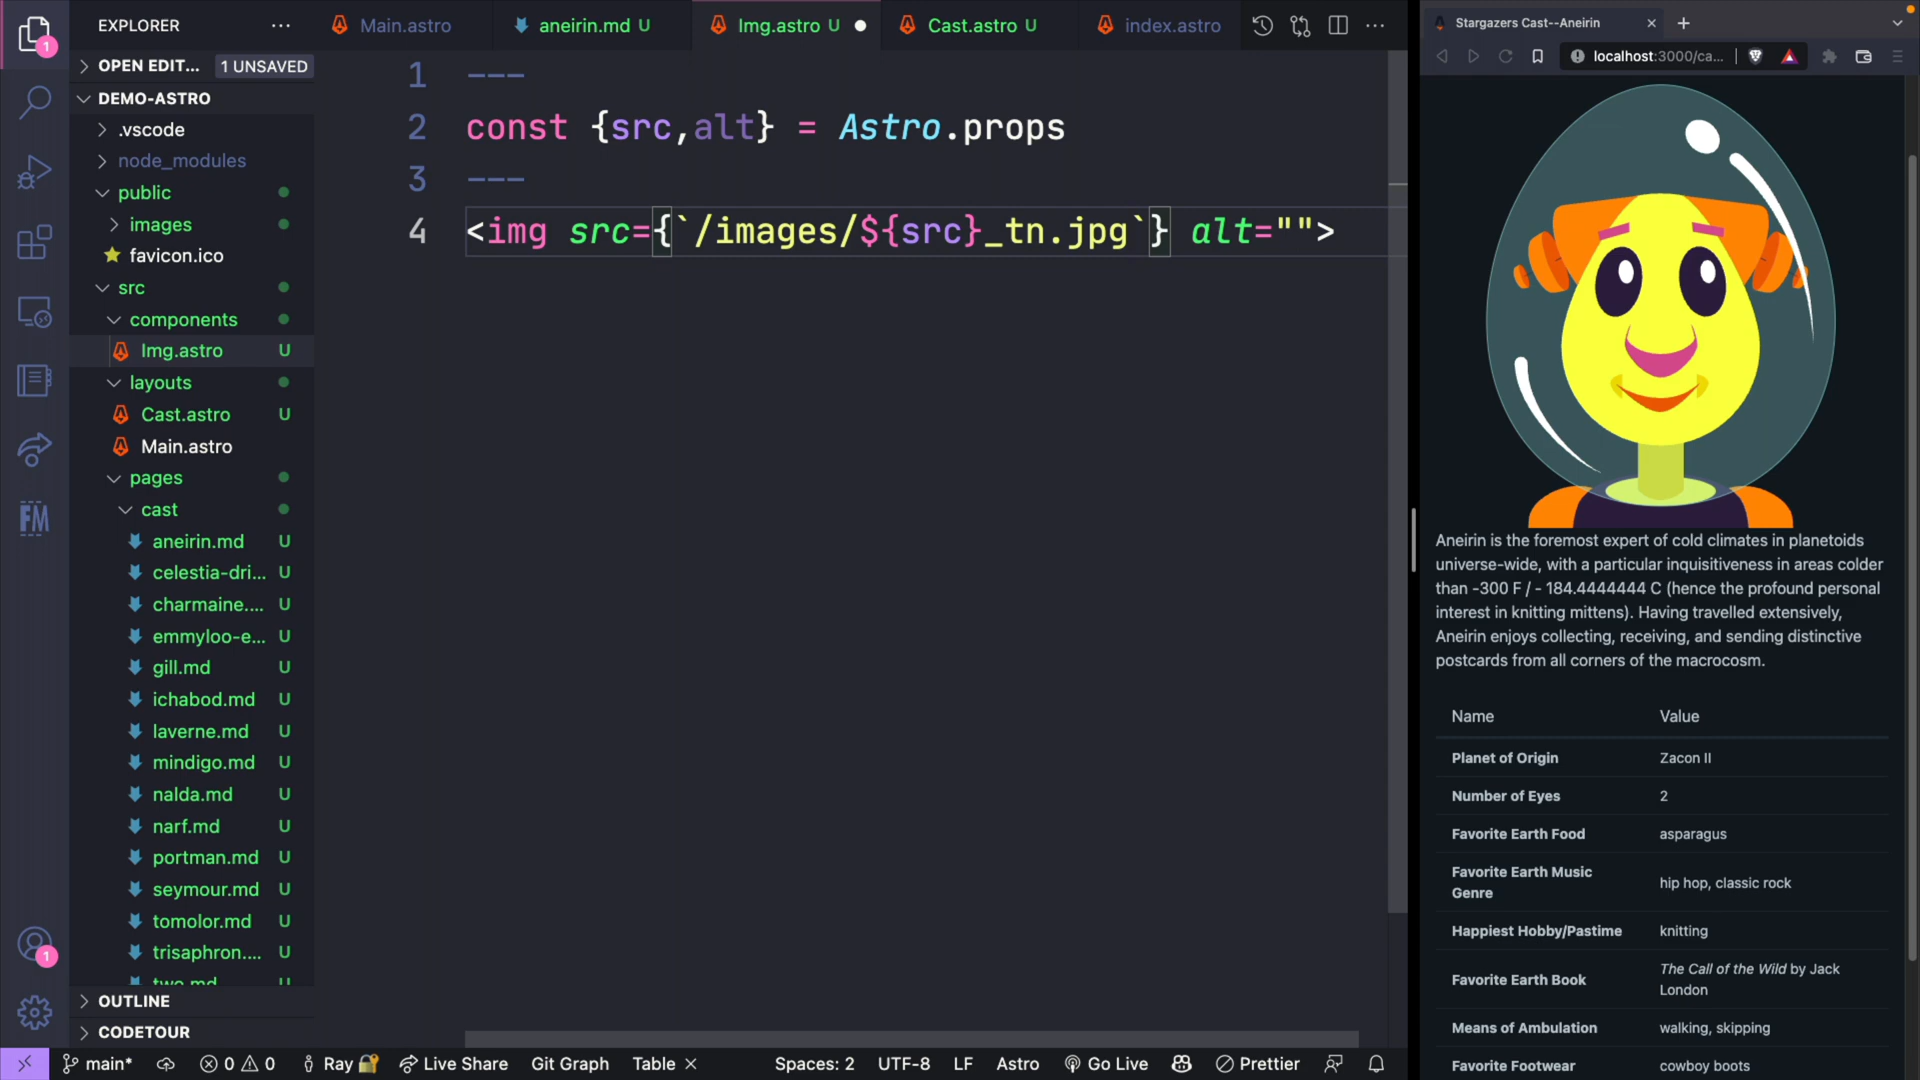 EXPLORER
Main.astro
aneirin.md U
Img.astro U
Cast.astro U
index.astro
OPEN EDIT... 1 UNSAVED
DEMO-ASTRO
.vscode
node_modules
public
images
favicon.ico
src
components
Img.astro U
layouts
Cast.astro U
Main.astro
pages
cast
aneirin.md U
celestia-dri... U
charmaine.... U
emmyloo-e... U
gill.md U
ichabod.md U
laverne.md U
mindigo.md U
nalda.md U
narf.md U
portman.md U
seymour.md U
tomolor.md U
trisaphron.... U
two.md U
OUTLINE
CODETOUR
1
1
FM
1 ---
2 const {src,alt} = Astro.props
3 ---
4 <img src={`/images/${src}_tn.jpg`} alt="">
main*
0 0
Ray
Live Share
Git Graph
Table
Spaces: 2
UTF-8
LF
Astro
Go Live
Prettier
Stargazers Cast--Aneirin
localhost:3000/ca...
Aneirin is the foremost expert of cold climates in planetoids
universe-wide, with a particular inquisitiveness in areas colder
than -300 F / - 184.4444444 C (hence the profound personal
interest in knitting mittens). Having travelled extensively,
Aneirin enjoys collecting, receiving, and sending distinctive
postcards from all corners of the macrocosm.
Name Value
Planet of Origin Zacon II
Number of Eyes 2
Favorite Earth Food asparagus
Favorite Earth Music
Genre
hip hop, classic rock
Happiest Hobby/Pastime knitting
Favorite Earth Book
The Call of the Wild by Jack
London
Means of Ambulation walking, skipping
Favorite Footwear cowboy boots